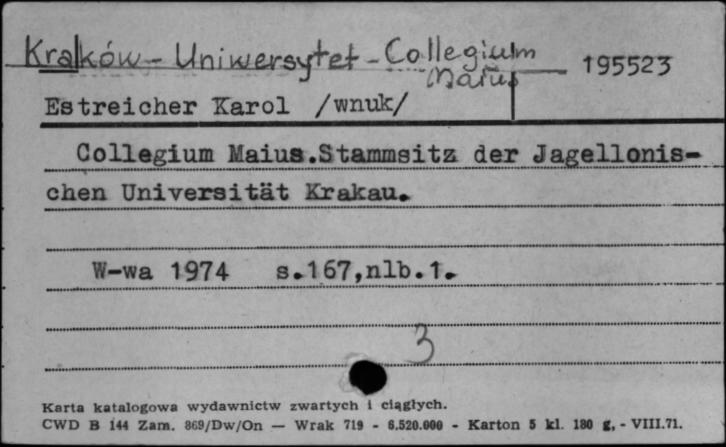 Kraków - Uniwersytet - Collegium Maius
195523
Estreicher Karol /wnuk/
Collegium Maius.Stammsitz der Jagellonis-
chen Universität Krakau.
W-wa 1974 s.167,nlb.1.
3
Karta katalogowa wydawnictw zwartych i ciągłych.
CWD B 144 Zam. 869/Dw/On — Wrak 719 - 6.520.000 - Karton 5 kl. 180 g, - VIII.71.